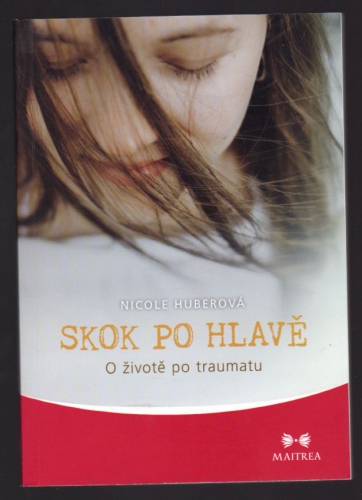 NICOLE HUBEROVÁ
SKOK PO HLAVĚ
O životě po traumatu
MAITREA